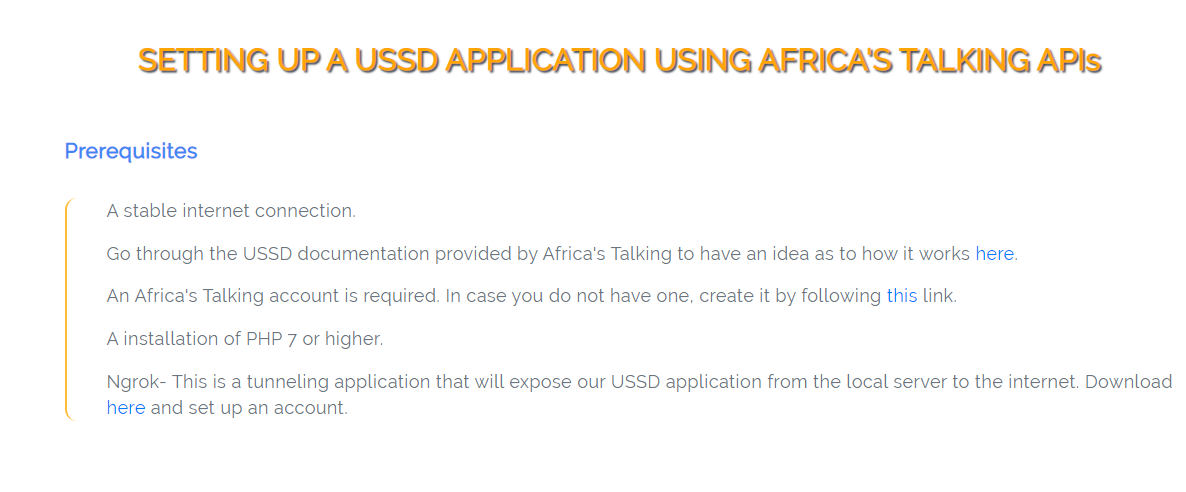 SETTING UP A USSD APPLICATION USING AFRICA'S TALKING APIs
Prerequisites
A stable internet connection.
Go through the USSD documentation provided by Africa's Talking to have an idea as to how it works here.
An Africa's Talking account is required. In case you do not have one, create it by following this link.
A installation of PHP 7 or higher.
Ngrok- This is a tunneling application that will expose our USSD application from the local server to the internet. Download
here and set up an account.